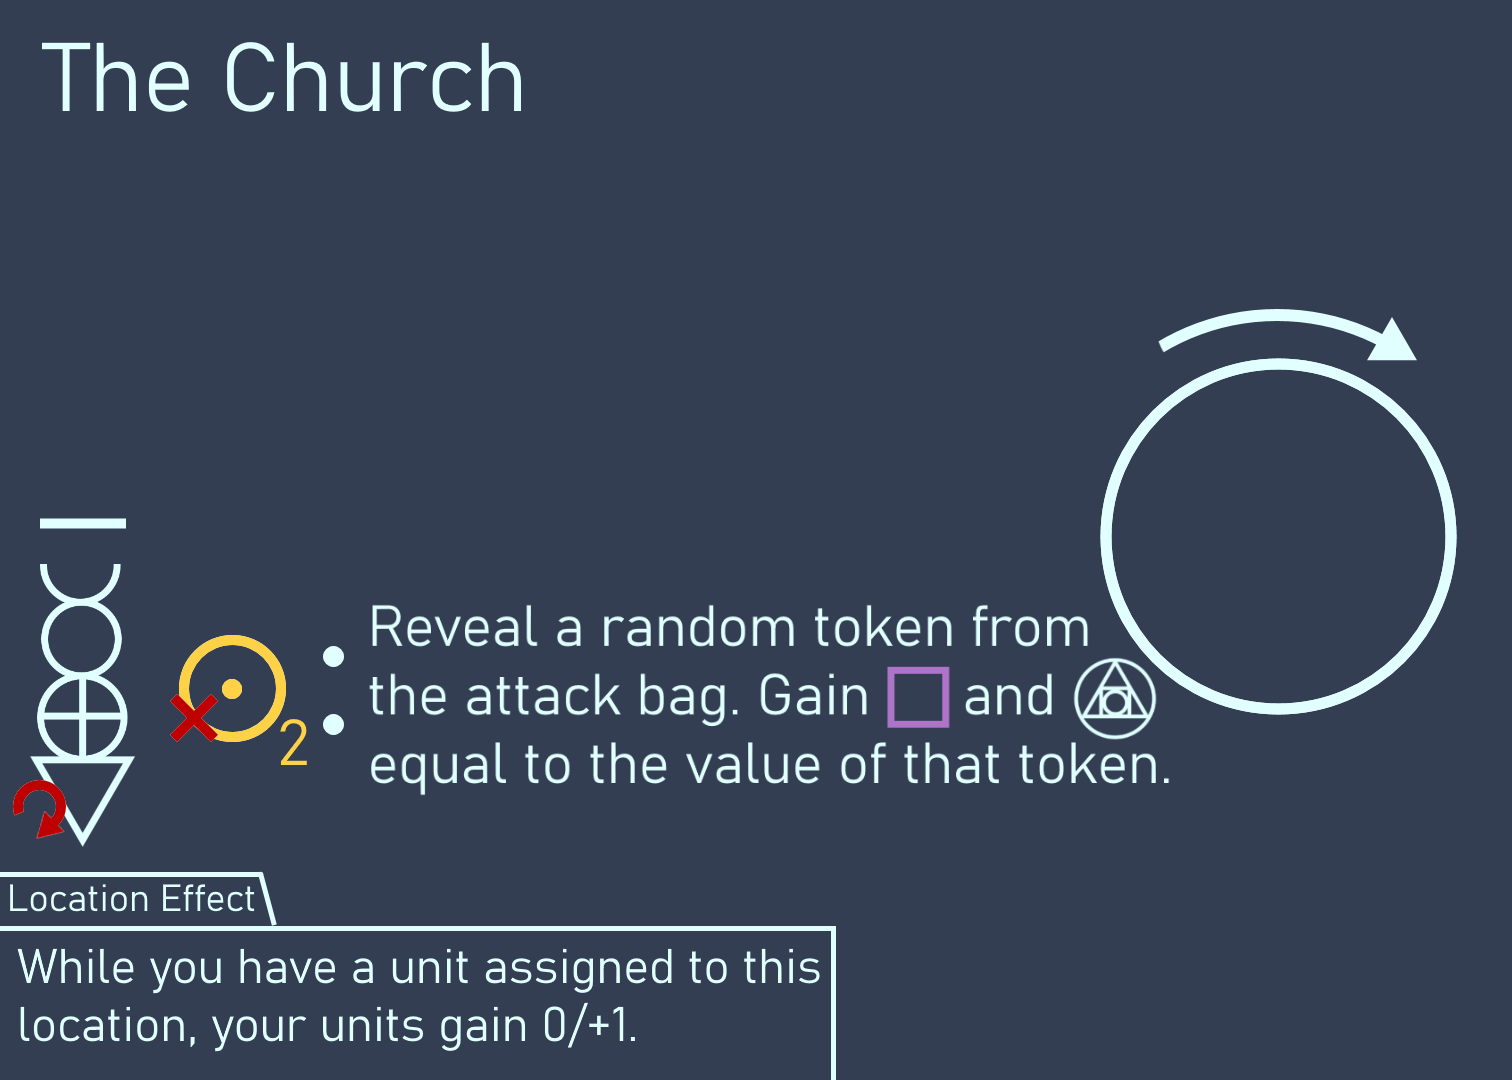 The Church
2
Reveal a random token from
the attack bag. Gain and
equal to the value of that token.
Location Effect
While you have a unit assigned to this
location, your units gain 0/+1.